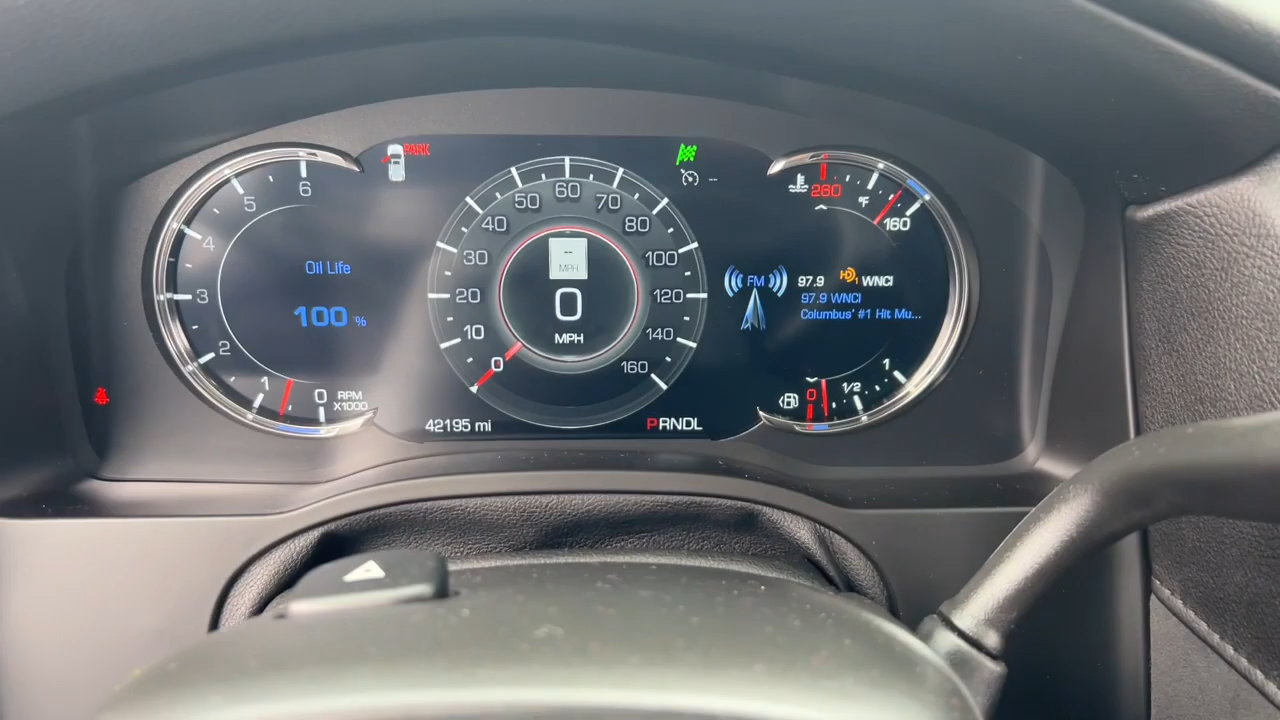 PARK
6
5
4
3
2
1
0
RPM
X1000
Oil Life
100 %
60
50
70
40
80
30
100
20
120
10
140
0
160
--
MPH
0
MPH
42195 mi
PRNDL
--
260
°F
160
FM
97.9 HD1 WNCI
97.9 WNCI
Columbus' #1 Hit Mu...
0
1/2
1